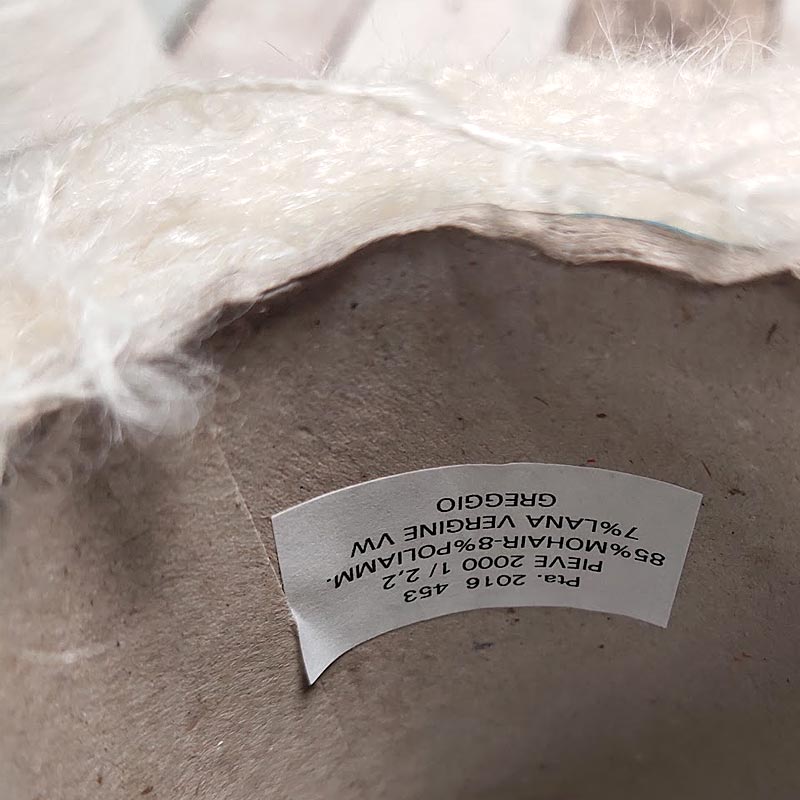 Pta. 2016 453
PIEVE 2000 1/ 2,2
85%MOHAIR-8%POLIAMM.
7%LANA VERGINE VW
GREGGIO